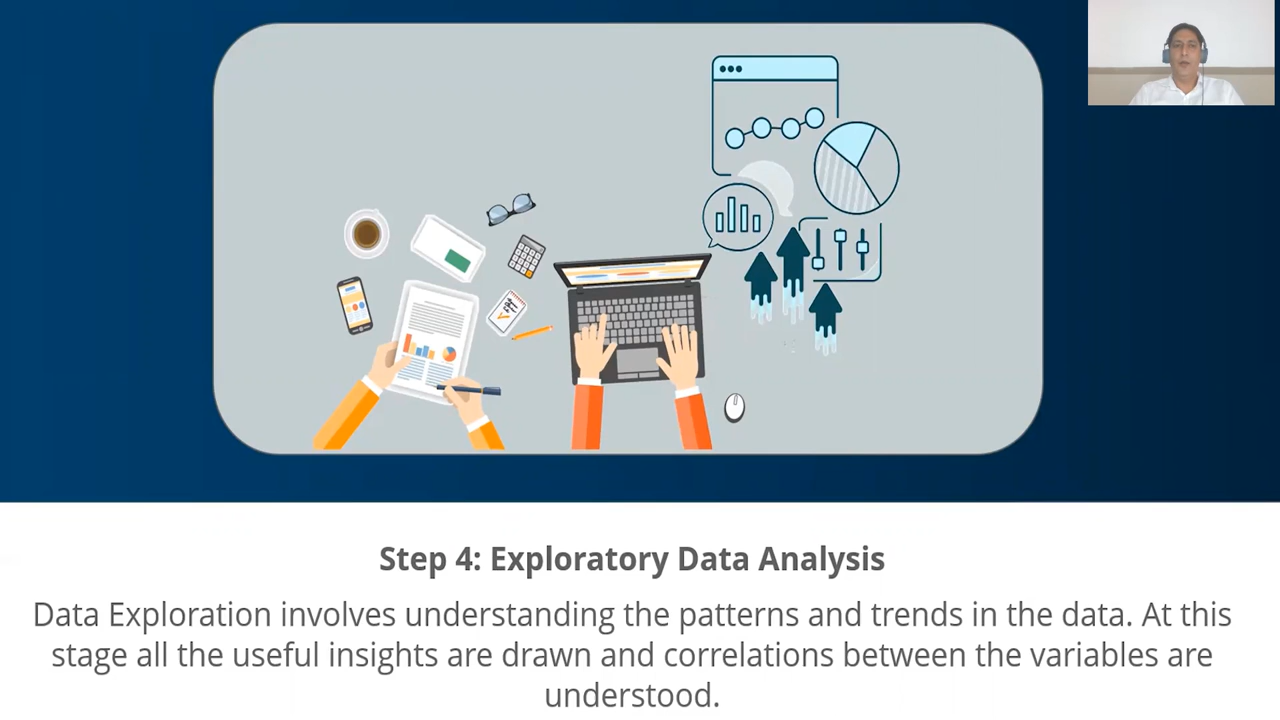 Step 4: Exploratory Data Analysis
Data Exploration involves understanding the patterns and trends in the data. At this
stage all the useful insights are drawn and correlations between the variables are
understood.